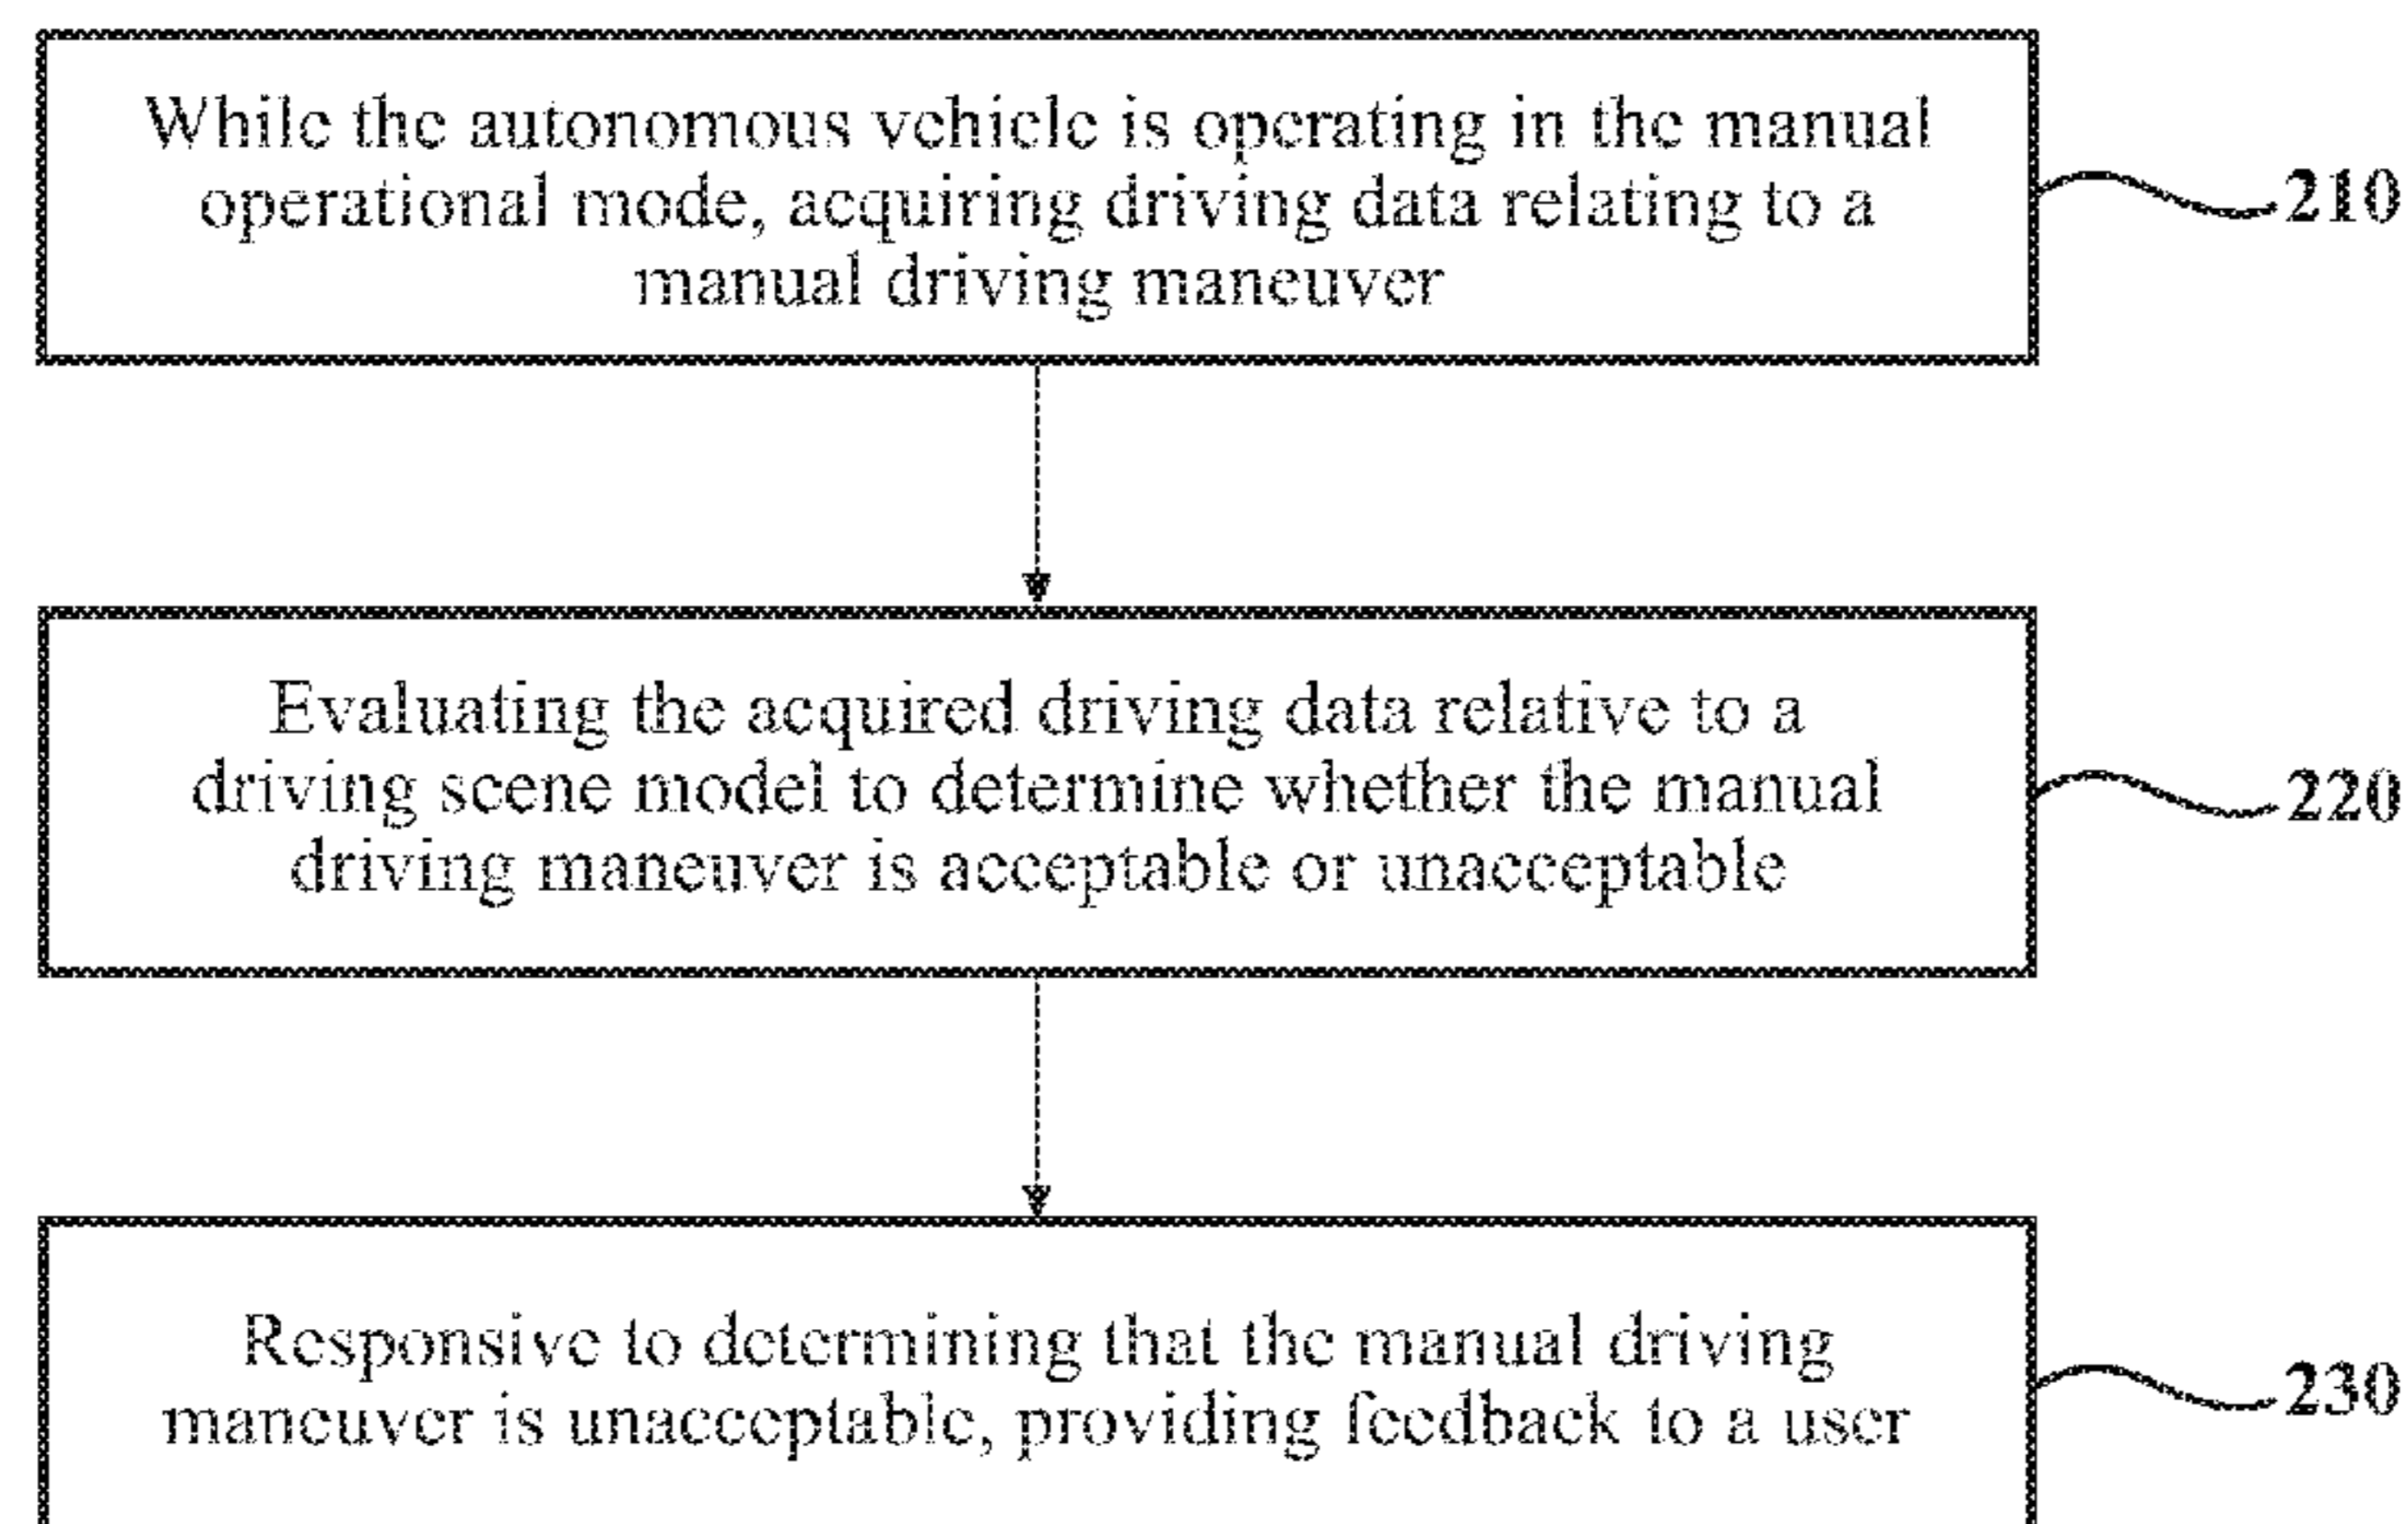 While the autonomous vehicle is operating in the manual
operational mode, acquiring driving data relating to a
manual driving maneuver
210
Evaluating the acquired driving data relative to a
driving scene model to determine whether the manual
driving maneuver is acceptable or unacceptable
220
Responsive to determining that the manual driving
maneuver is unacceptable, providing feedback to a user
230